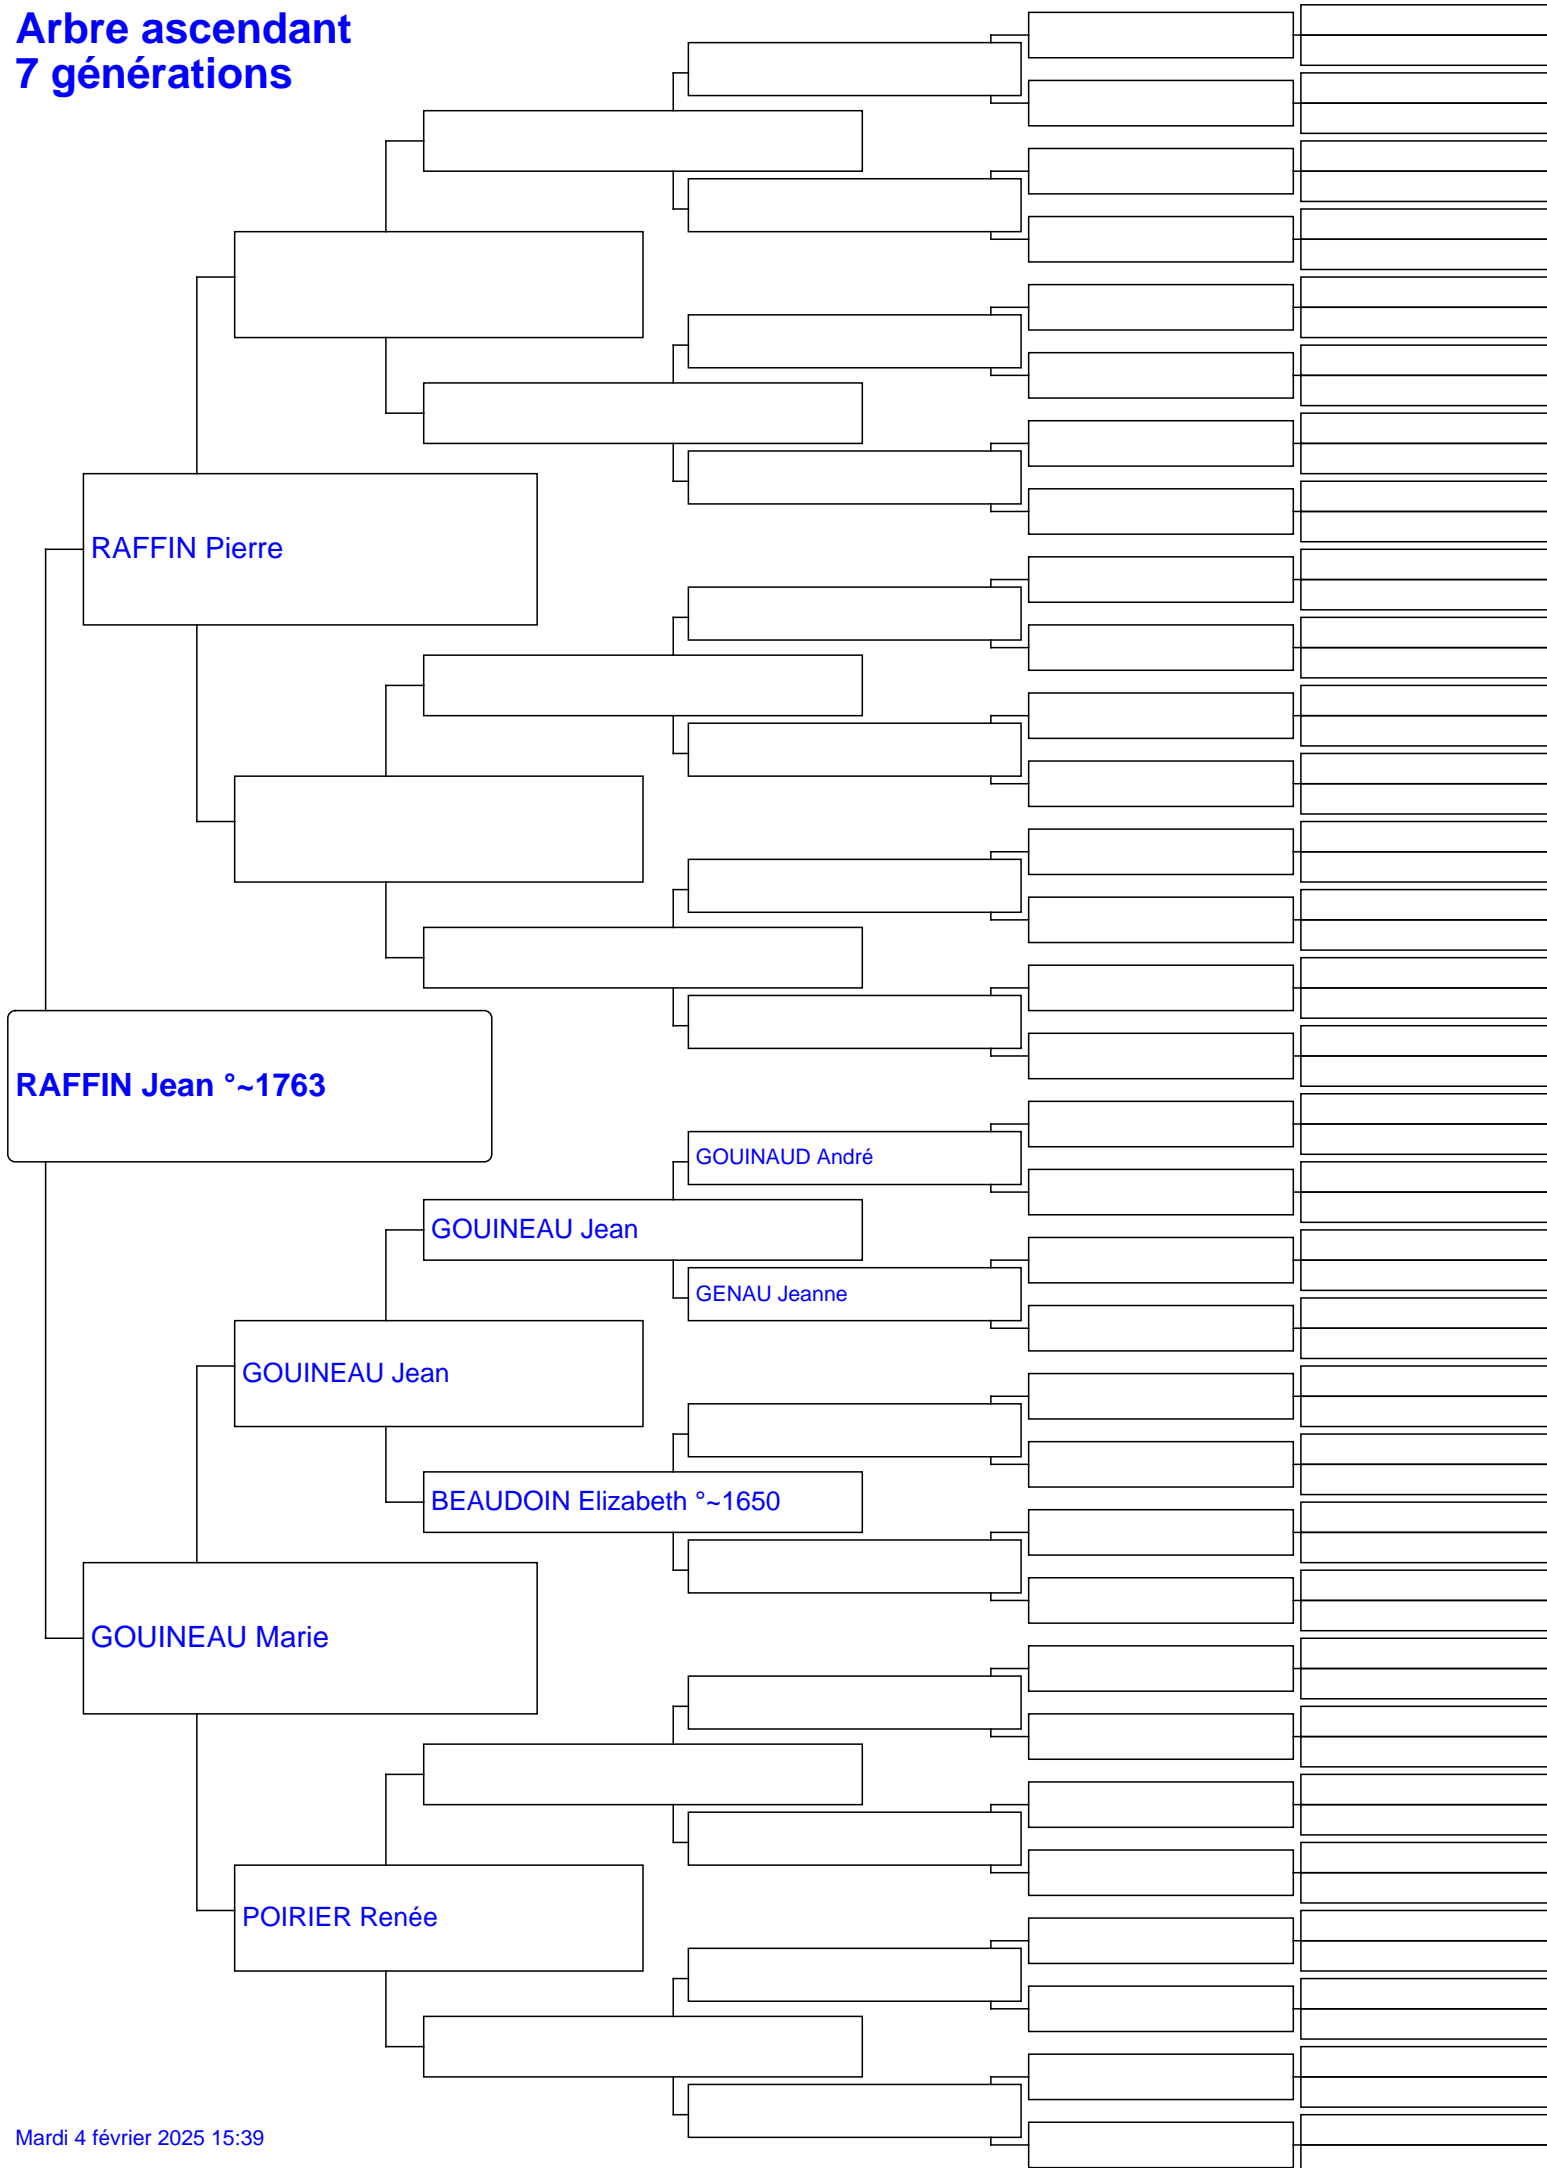 Arbre ascendant
7 générations
RAFFIN Pierre
RAFFIN Jean °~1763
GOUINAUD André
GOUINEAU Jean
GENAU Jeanne
GOUINEAU Jean
BEAUDOIN Elizabeth °~1650
GOUINEAU Marie
POIRIER Renée
Mardi 4 février 2025 15:39